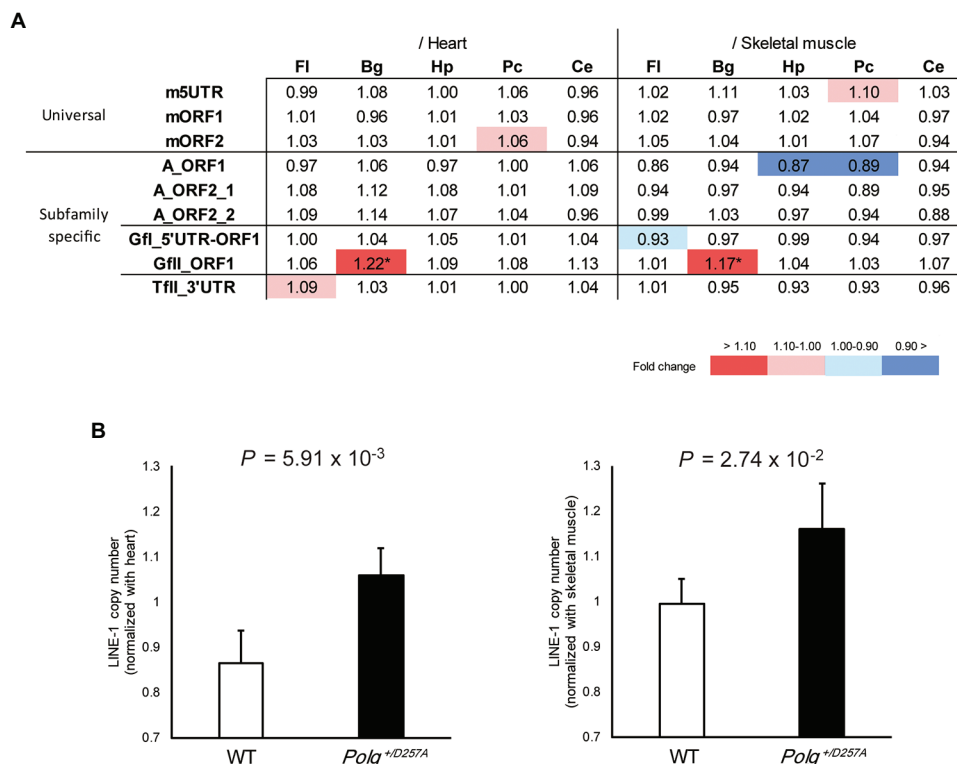 A
/ Heart / Skeletal muscle
Fl Bg Hp Pc Ce Fl Bg Hp Pc Ce
m5UTR 0.99 1.08 1.00 1.06 0.96 1.02 1.11 1.03 1.10 1.03
Universal mORF1 1.01 0.96 1.01 1.03 0.96 1.02 0.97 1.02 1.04 0.97
mORF2 1.03 1.03 1.01 1.06 0.94 1.05 1.04 1.01 1.07 0.94
A_ORF1 0.97 1.06 0.97 1.00 1.06 0.86 0.94 0.87 0.89 0.94
A_ORF2_1 1.08 1.12 1.08 1.01 1.09 0.94 0.97 0.94 0.89 0.95
Subfamily specific A_ORF2_2 1.09 1.14 1.07 1.04 0.96 0.99 1.03 0.97 0.94 0.88
GfI_5'UTR-ORF1 1.00 1.04 1.05 1.01 1.04 0.93 0.97 0.99 0.94 0.97
GfII_ORF1 1.06 1.22* 1.09 1.08 1.13 1.01 1.17* 1.04 1.03 1.07
TfII_3'UTR 1.09 1.03 1.01 1.00 1.04 1.01 0.95 0.93 0.93 0.96
> 1.10 1.10-1.00 1.00-0.90 0.90 >
Fold change
B
P = 5.91 x 10-3
LINE-1 copy number
(normalized with heart)
1.3
1.2
1.1
1
0.9
0.8
0.7
WT Polg +/D257A
P = 2.74 x 10-2
LINE-1 copy number
(normalized with skeletal muscle)
1.3
1.2
1.1
1
0.9
0.8
0.7
WT Polg +/D257A